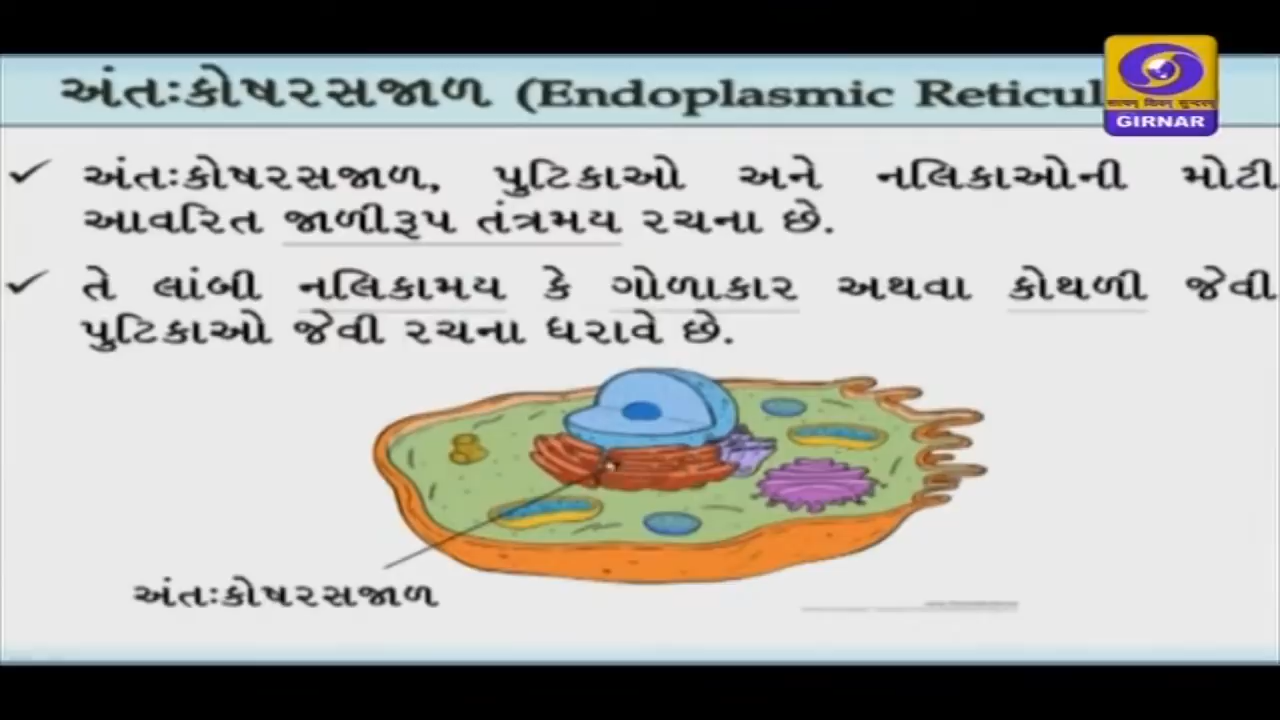 અંતઃકોષરસજાળ (Endoplasmic Reticul
GIRNAR
✓ અંતઃકોષરસજાળ, પુટિકાઓ અને નલિકાઓની મોટી
આવરિત જાળીરૂપ તંત્રમય રચના છે.
✓ તે લાંબી નલિકામય કે ગોળાકાર અથવા કોથળી જેવી
પુટિકાઓ જેવી રચના ધરાવે છે.
અંતઃકોષરસજાળ